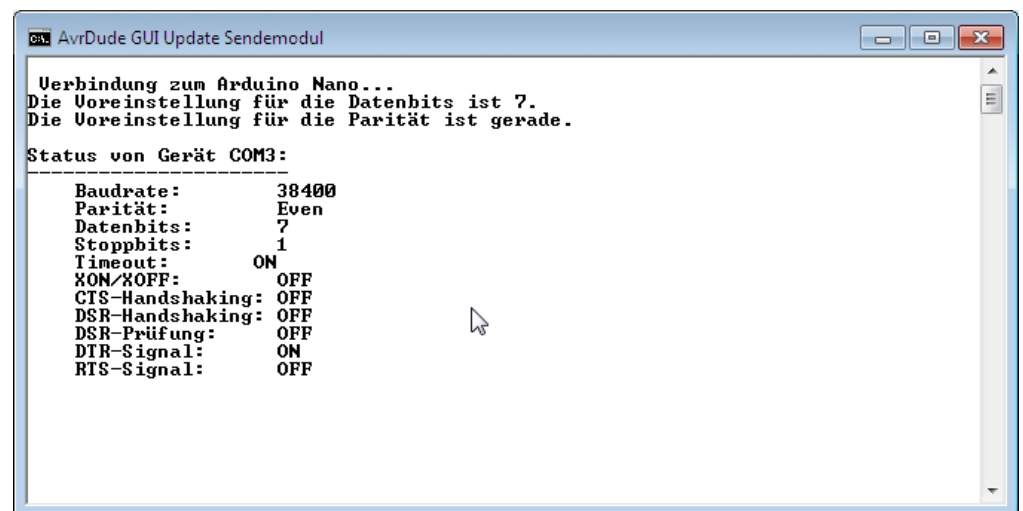 AvrDude GUI Update Sendemodul
Verbindung zum Arduino Nano...
Die Voreinstellung für die Datenbits ist 7.
Die Voreinstellung für die Parität ist gerade.
Status von Gerät COM3:
----------------------
Baudrate: 38400
Parität: Even
Datenbits: 7
Stoppbits: 1
Timeout: ON
XON/XOFF: OFF
CTS-Handshaking: OFF
DSR-Handshaking: OFF
DSR-Prüfung: OFF
DTR-Signal: ON
RTS-Signal: OFF